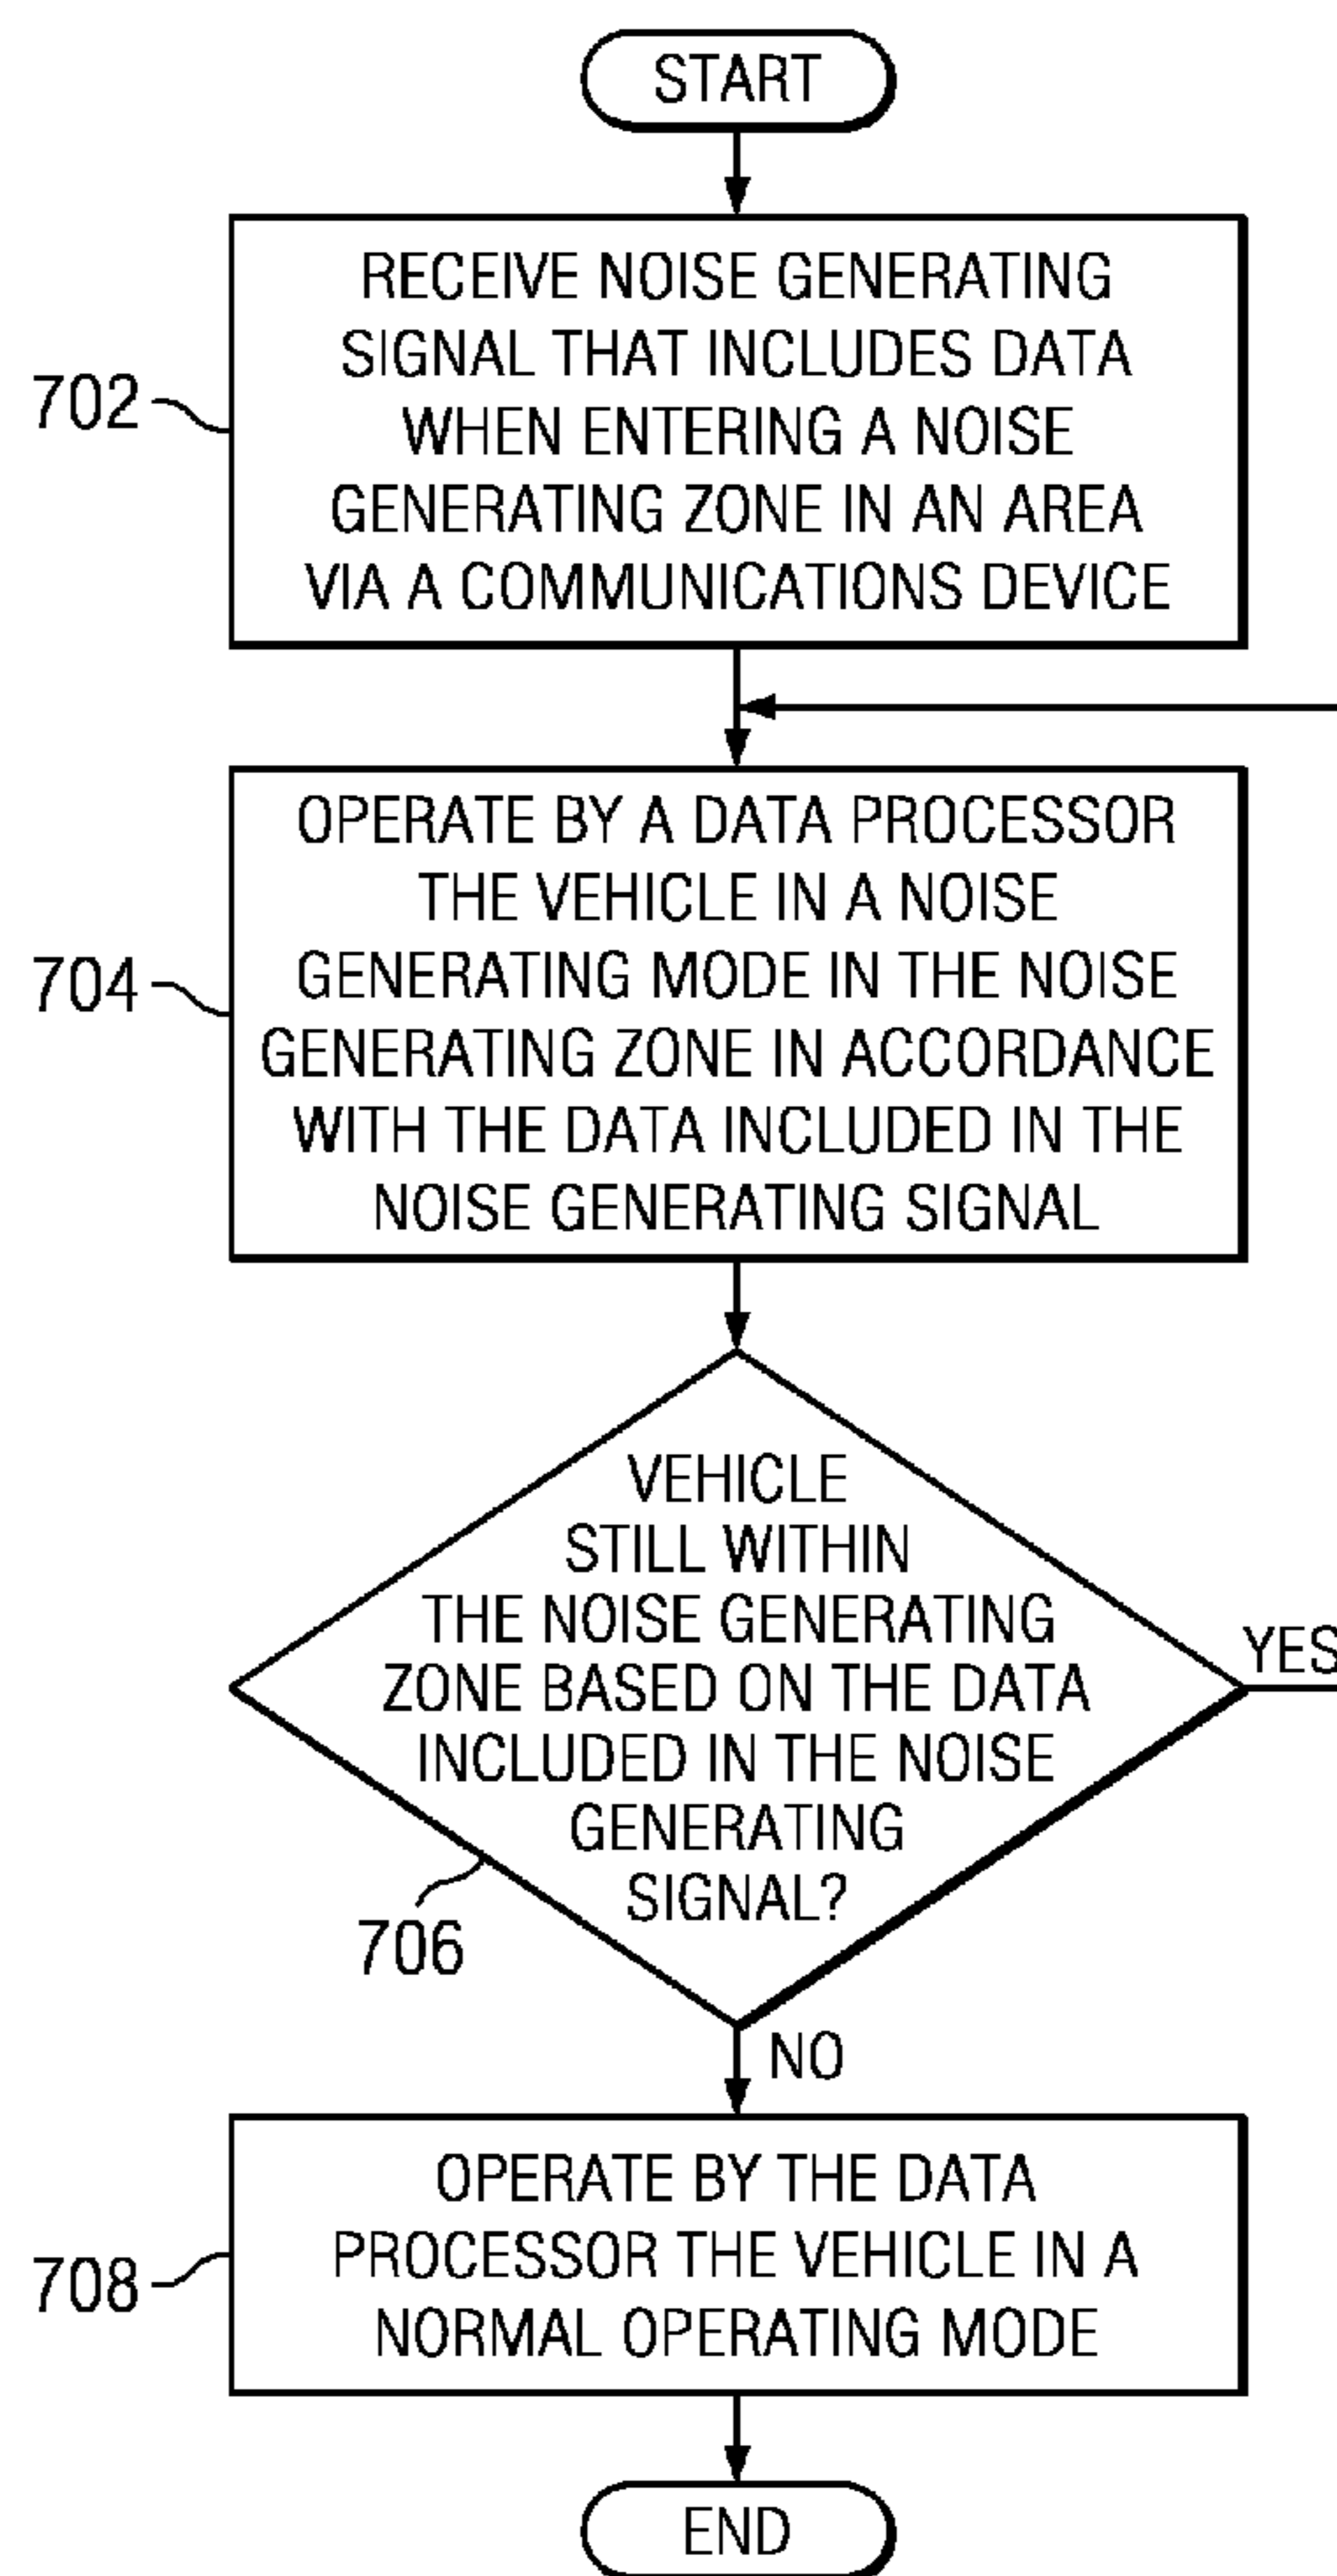 START
RECEIVE NOISE GENERATING
SIGNAL THAT INCLUDES DATA
WHEN ENTERING A NOISE
GENERATING ZONE IN AN AREA
VIA A COMMUNICATIONS DEVICE
702
OPERATE BY A DATA PROCESSOR
THE VEHICLE IN A NOISE
GENERATING MODE IN THE NOISE
GENERATING ZONE IN ACCORDANCE
WITH THE DATA INCLUDED IN THE
NOISE GENERATING SIGNAL
704
VEHICLE
STILL WITHIN
THE NOISE GENERATING
ZONE BASED ON THE DATA
INCLUDED IN THE NOISE
GENERATING
SIGNAL?
YES
706
NO
OPERATE BY THE DATA
PROCESSOR THE VEHICLE IN A
NORMAL OPERATING MODE
708
END